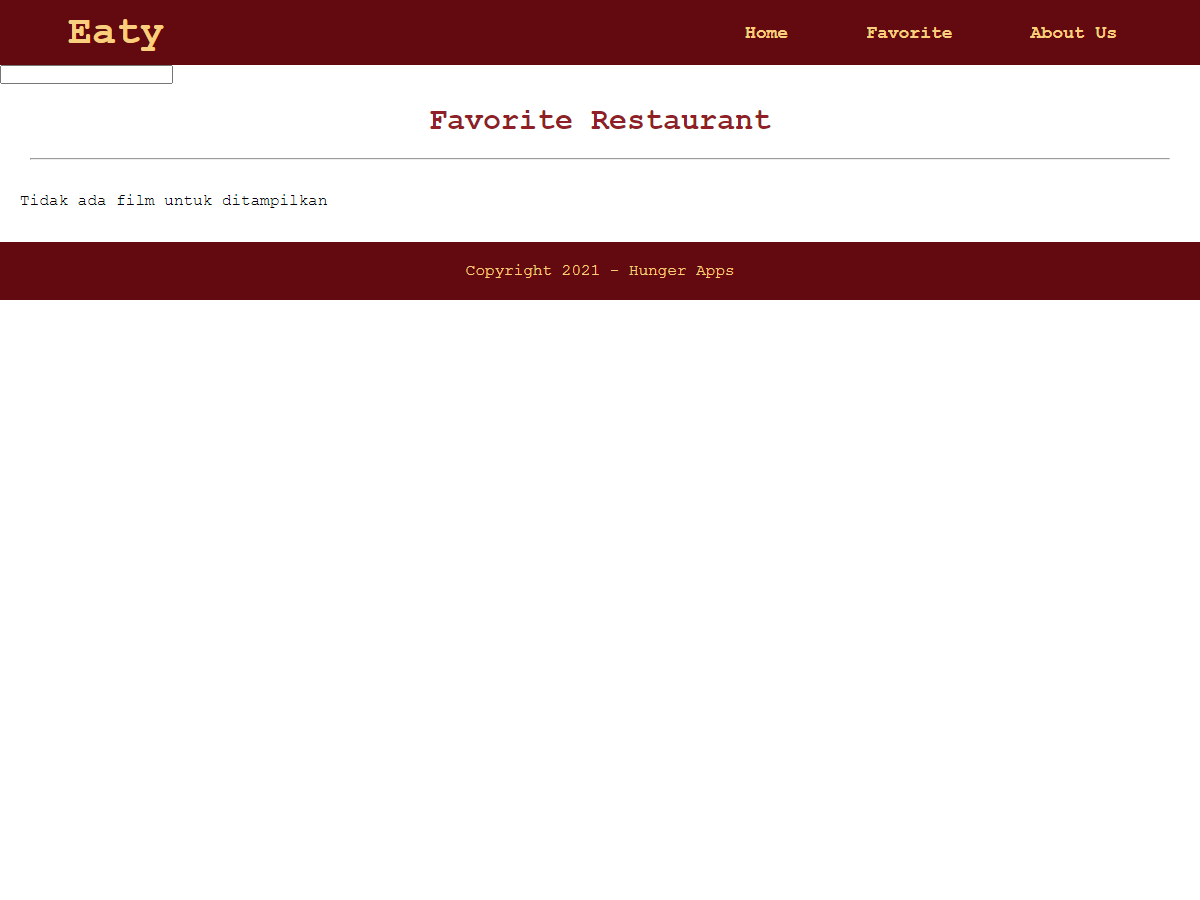 Eaty
Home Favorite About Us
Favorite Restaurant
Tidak ada film untuk ditampilkan
Copyright 2021 - Hunger Apps